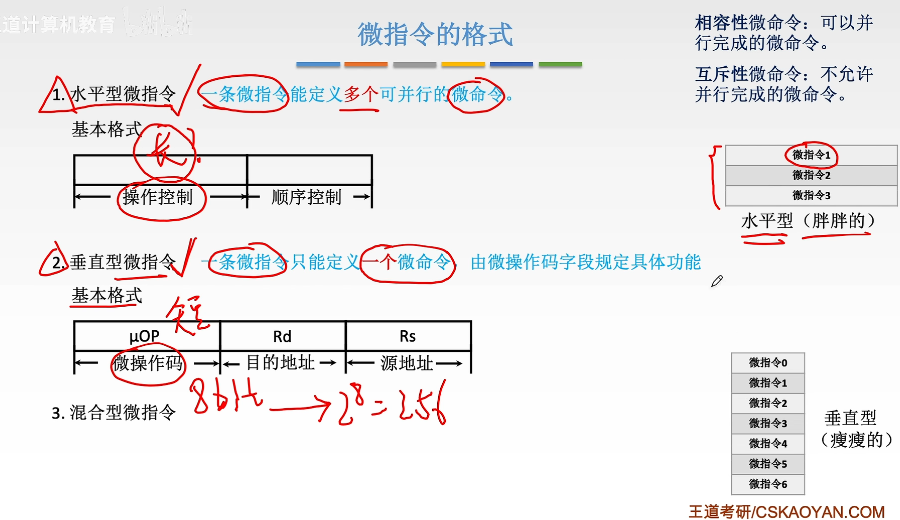 道计算机教育
微指令的格式
相容性微命令：可以并
行完成的微命令。
互斥性微命令：不允许
并行完成的微命令。
1. 水平型微指令 一条微指令能定义多个可并行的微命令。
基本格式
长
操作控制 顺序控制
微指令1
微指令2
微指令3
水平型（胖胖的）
2. 垂直型微指令 一条微指令只能定义一个微命令，由微操作码字段规定具体功能
基本格式
短
μOP Rd Rs
微操作码 目的地址 源地址
8bit → 2⁸=256
3. 混合型微指令
微指令0
微指令1
微指令2
微指令3
微指令4
微指令5
微指令6
垂直型
（瘦瘦的）
王道考研/CSKAOYAN.COM